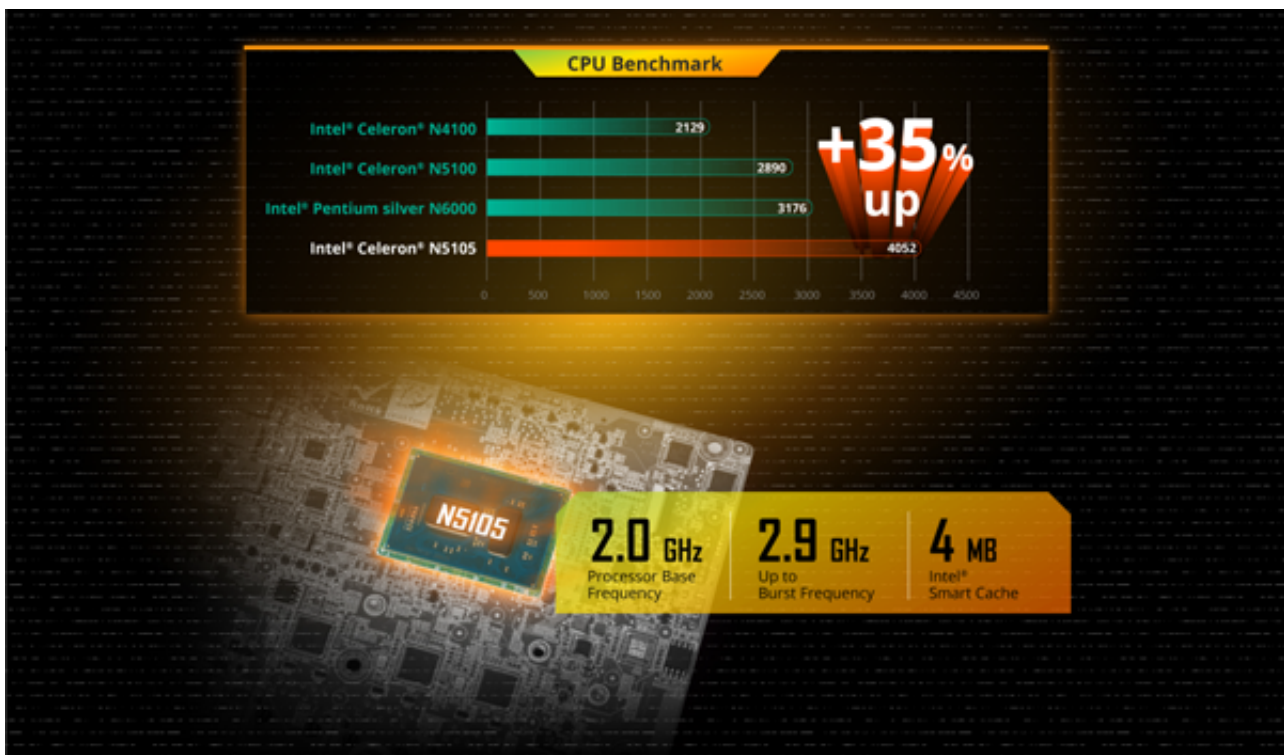 CPU Benchmark
Intel® Celeron® N4100
2129
Intel® Celeron® N5100
2890
Intel® Pentium silver N6000
3176
Intel® Celeron® N5105
4052
+35%
up
0 500 1000 1500 2000 2500 3000 3500 4000 4500
N5105
2.0 GHz
Processor Base
Frequency
2.9 GHz
Up to
Burst Frequency
4 MB
Intel®
Smart Cache